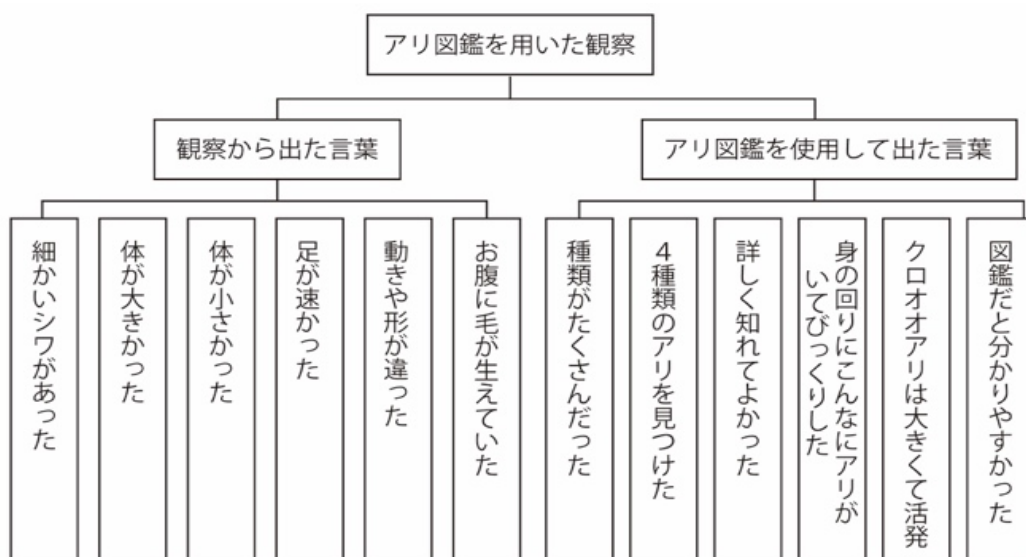 アリ図鑑を用いた観察
観察から出た言葉
アリ図鑑を使用して出た言葉
細かいシワがあった
体が大きかった
体が小さかった
足が速かった
動きや形が違った
お腹に毛が生えていた
種類がたくさんだった
4種類のアリを見つけた
詳しく知れてよかった
身の回りにこんなにアリが
いてびっくりした
クロオオアリは大きくて活発
図鑑だと分かりやすかった